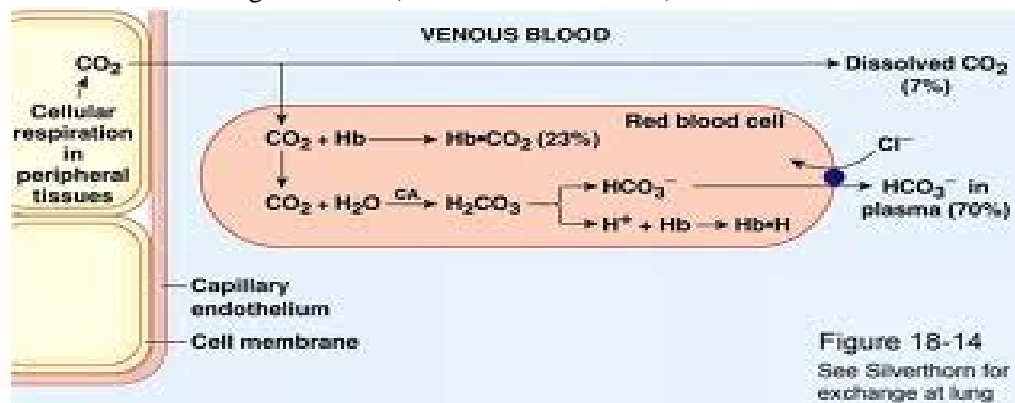 VENOUS BLOOD
CO₂
Dissolved CO₂
(7%)
Cellular
respiration
in
peripheral
tissues
Red blood cell
CO₂ + Hb → Hb•CO₂ (23%)
Cl⁻
CO₂ + H₂O CA → H₂CO₃
HCO₃⁻
HCO₃⁻ in
plasma (70%)
H⁺ + Hb → Hb•H
Capillary
endothelium
Cell membrane
Figure 18-14
See Silverthorn for
exchange at lung